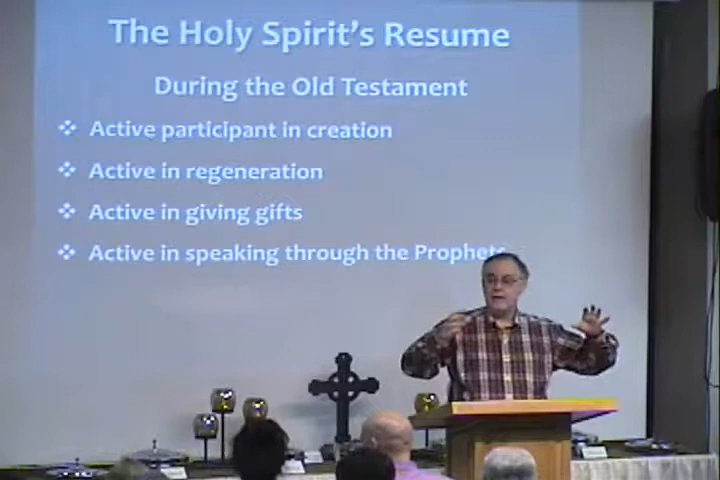 The Holy Spirit's Resume
During the Old Testament
Active participant in creation
Active in regeneration
Active in giving gifts
Active in speaking through the Prophets